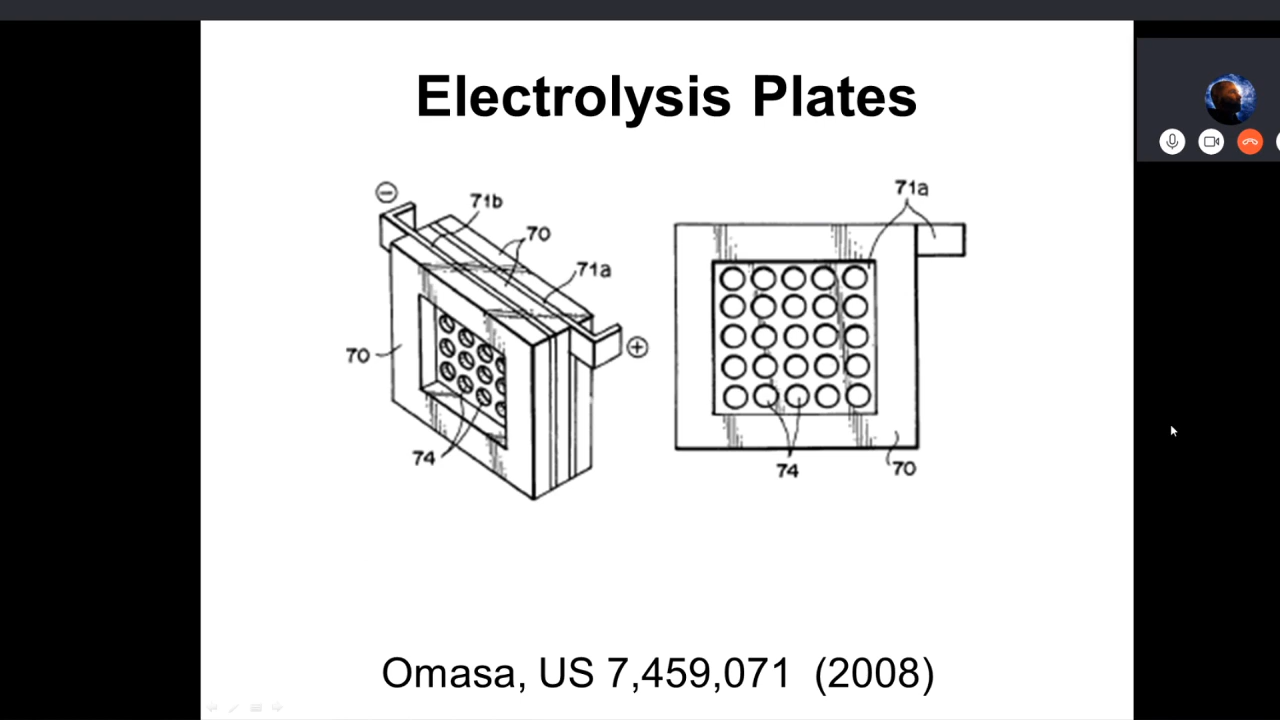 Electrolysis Plates
71b
70
71a
70
74
71a
74
70
Omasa, US 7,459,071 (2008)